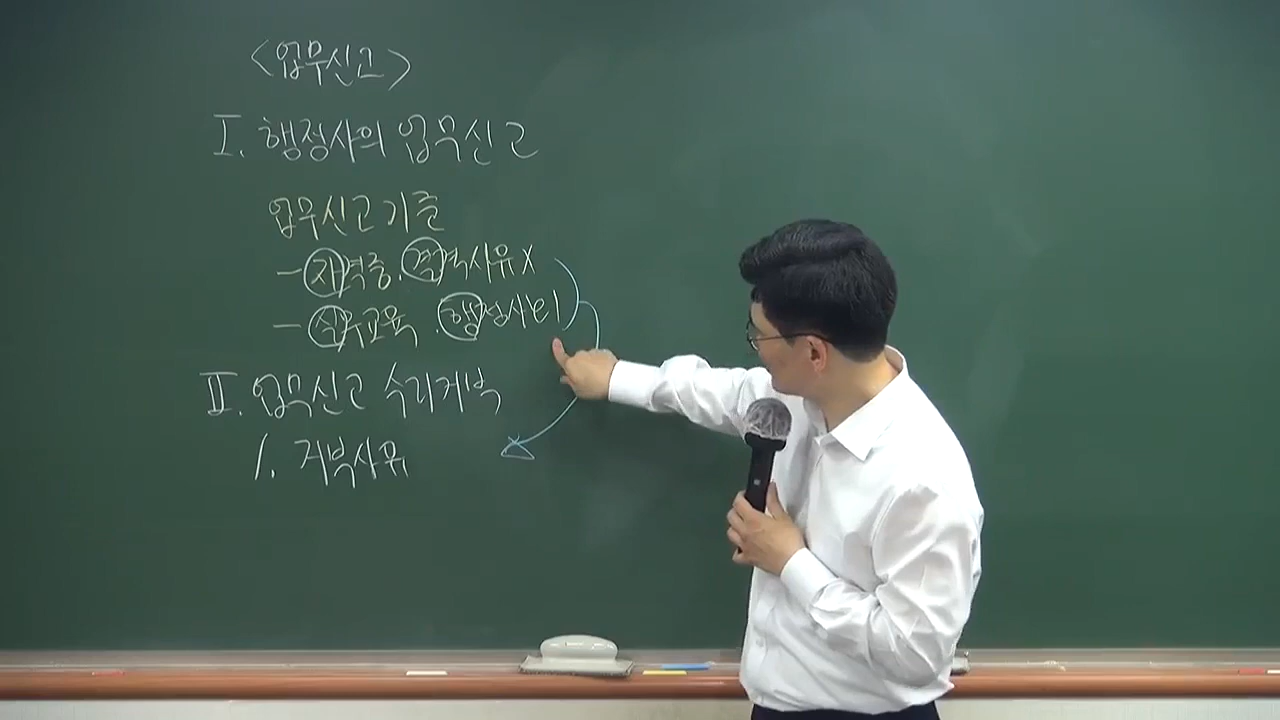 <업무신고>
I. 행정사의 업무신고
업무신고기준
- 자격증. 결격사유X
- 실무교육. 행정사회
II. 업무신고 수리거부
1. 거부사유